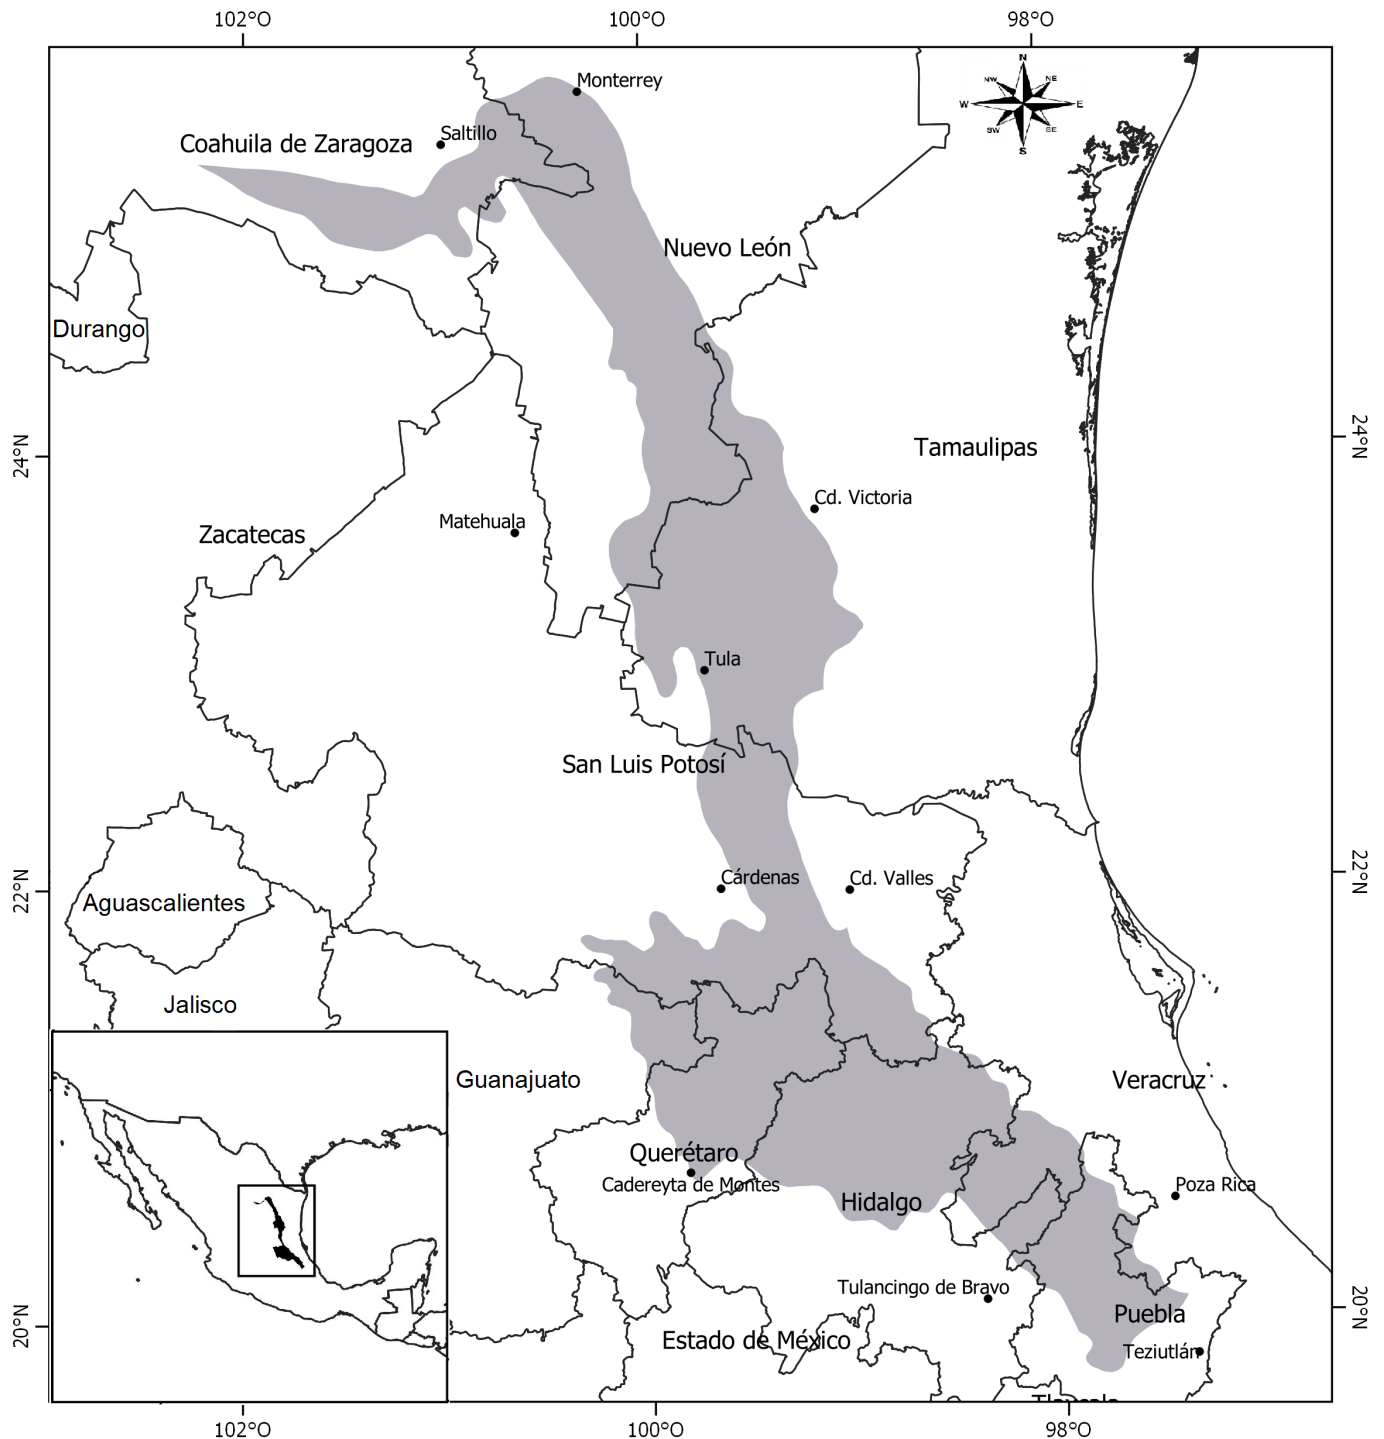 102°O 100°O 98°O
N
NW NE
W E
SW SE
S
Monterrey
Saltillo
Coahuila de Zaragoza
Nuevo León
Durango
24°N
24°N
Tamaulipas
Cd. Victoria
Matehuala
Zacatecas
Tula
San Luis Potosí
22°N
22°N
Cárdenas
Cd. Valles
Aguascalientes
Jalisco
Guanajuato
Veracruz
Querétaro
Cadereyta de Montes
Poza Rica
Hidalgo
Tulancingo de Bravo
Puebla
20°N
20°N
Estado de México
Teziutlán
102°O 100°O 98°O